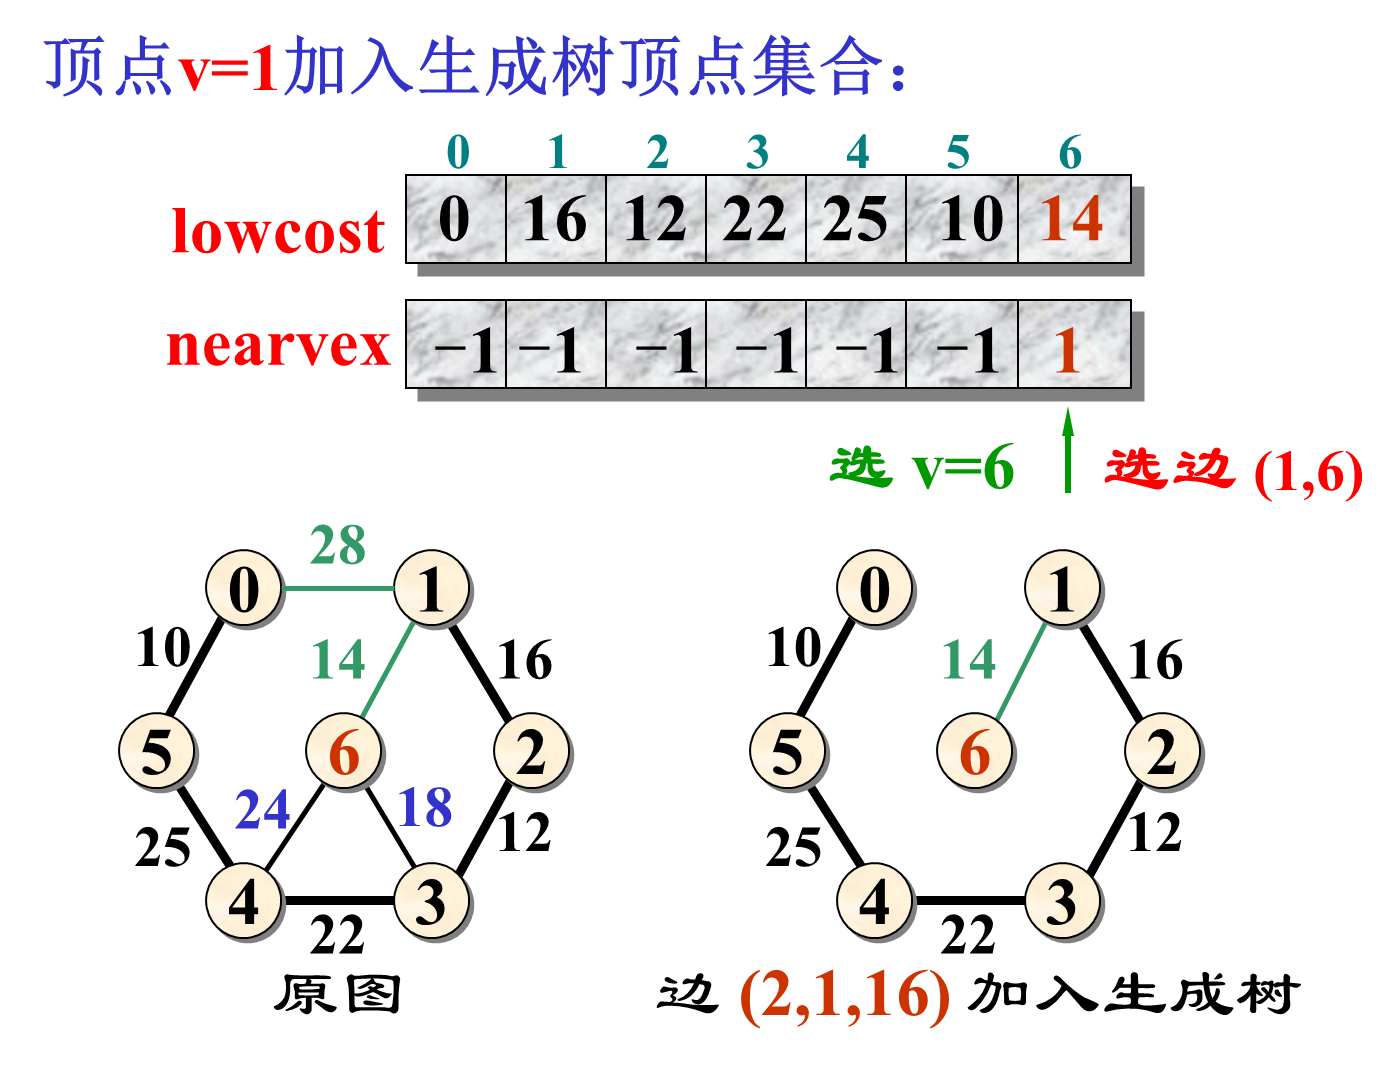 顶点v=1加入生成树顶点集合：
0 1 2 3 4 5 6
lowcost 0 16 12 22 25 10 14
nearvex −1 −1 −1 −1 −1 −1 1
选 v=6 选边 (1,6)
28
0 1 0 1
10 14 16 10 14 16
5 6 2 5 6 2
24 18
25 12 25 12
4 3 4 3
22 22
原图 边 (2,1,16) 加入生成树